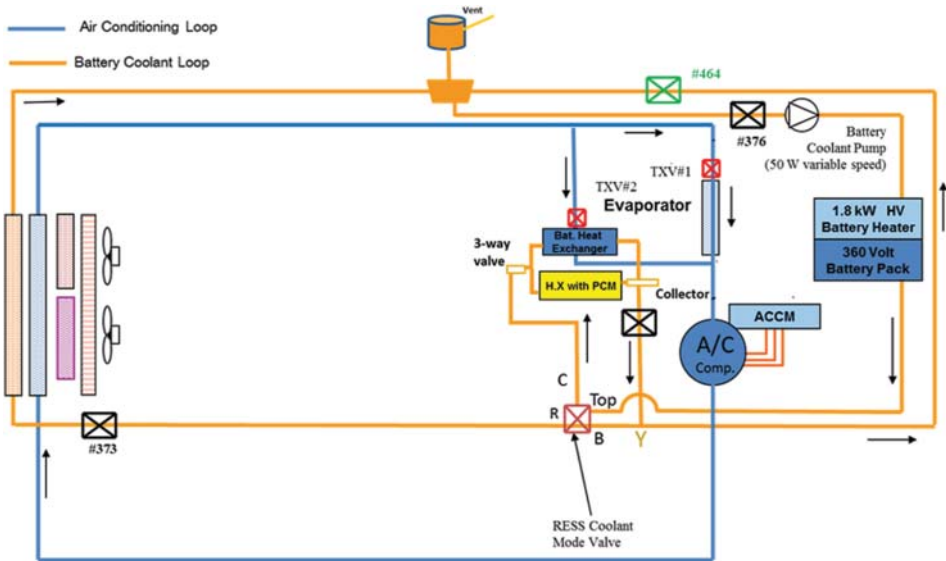 Vent
Air Conditioning Loop
Battery Coolant Loop
#464
#376
Battery
Coolant Pump
(50 W variable speed)
TXV#1
TXV#2
Evaporator
1.8 kW HV
Battery Heater
360 Volt
Battery Pack
Bat. Heat
Exchanger
3-way
valve
H.X with PCM
Collector
ACCM
A/C
Comp.
C
Top
R
B
Y
#373
RESS Coolant
Mode Valve